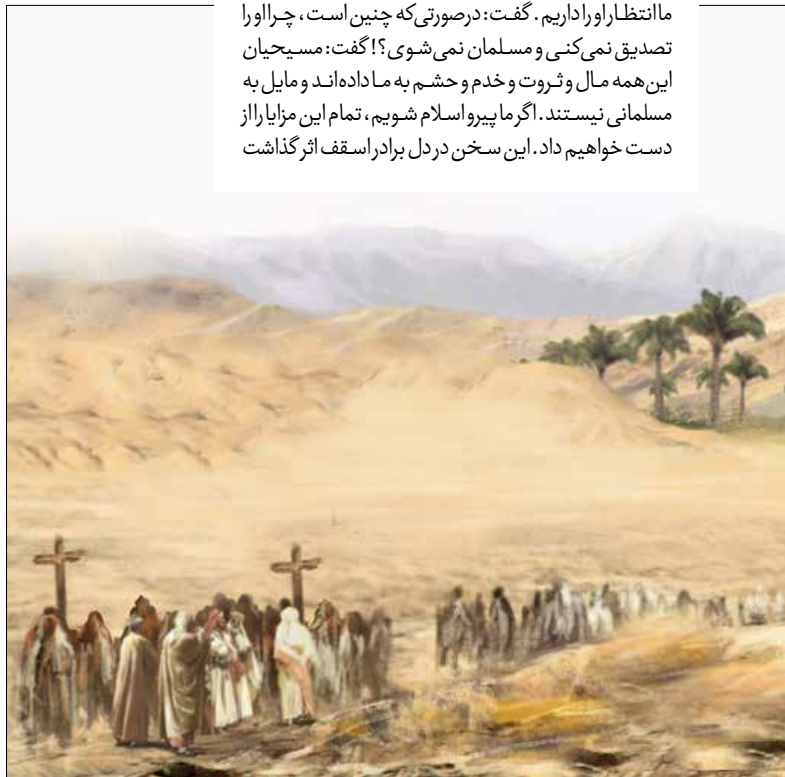 ما انتظار او را داریم. گفت: درصورتی‌که چنین است، چرا او را
تصدیق نمی‌کنی و مسلمان نمی‌شوی؟! گفت: مسیحیان
این همه مال و ثروت و خدم و حشم به ما داده‌اند و مایل به
مسلمانی نیستند. اگر ما پیرو اسلام شویم، تمام این مزایا را از
دست خواهیم داد. این سخن در دل برادر اسقف اثر گذاشت